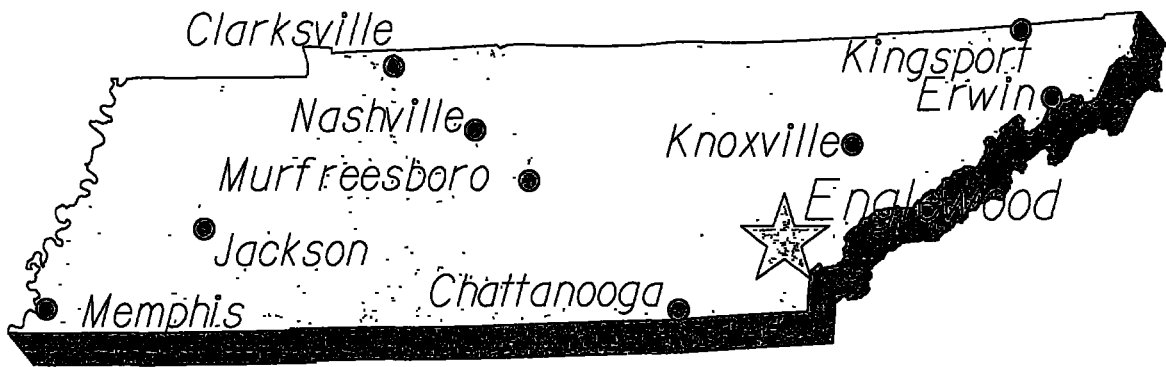 Clarksville
Kingsport
Erwin
Nashville
Knoxville
Murfreesboro
Englewood
Jackson
Chattanooga
Memphis